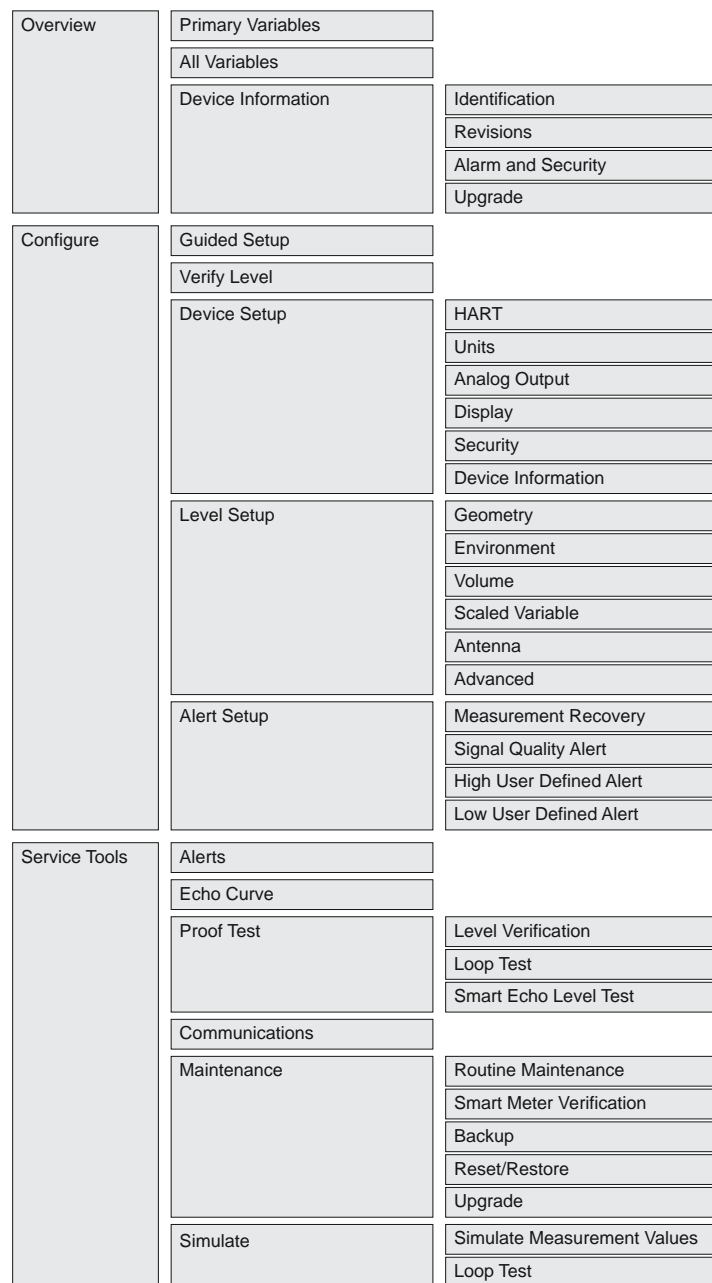 Overview
Primary Variables
All Variables
Device Information
Identification
Revisions
Alarm and Security
Upgrade
Configure
Guided Setup
Verify Level
Device Setup
HART
Units
Analog Output
Display
Security
Device Information
Level Setup
Geometry
Environment
Volume
Scaled Variable
Antenna
Advanced
Alert Setup
Measurement Recovery
Signal Quality Alert
High User Defined Alert
Low User Defined Alert
Service Tools
Alerts
Echo Curve
Proof Test
Level Verification
Loop Test
Smart Echo Level Test
Communications
Maintenance
Routine Maintenance
Smart Meter Verification
Backup
Reset/Restore
Upgrade
Simulate
Simulate Measurement Values
Loop Test